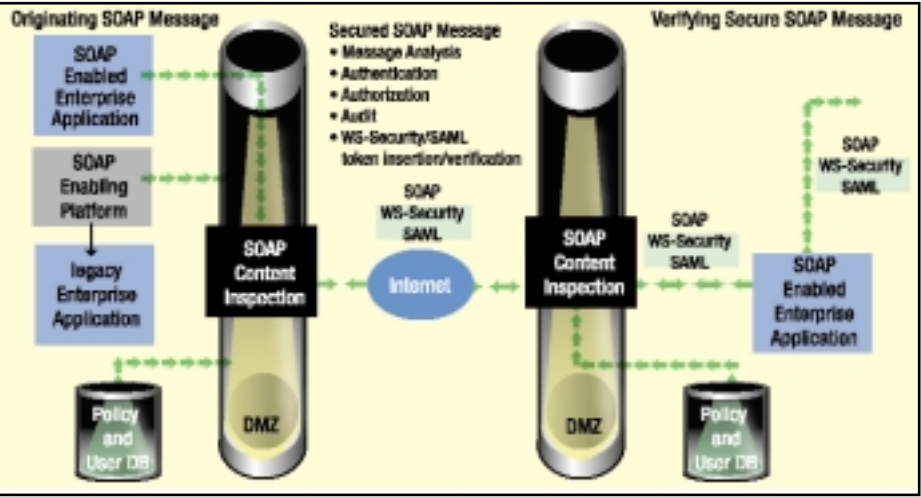 Originating SOAP Message
SOAP
Enabled
Enterprise
Application
SOAP
Enabling
Platform
legacy
Enterprise
Application
Policy
and
User DB
SOAP
Content
Inspection
DMZ
Secured SOAP Message
• Message Analysis
• Authentication
• Authorization
• Audit
• WS-Security/SAML
token insertion/verification
SOAP
WS-Security
SAML
Internet
Verifying Secure SOAP Message
SOAP
Content
Inspection
DMZ
SOAP
WS-Security
SAML
SOAP
WS-Security
SAML
SOAP
Enabled
Enterprise
Application
Policy
and
User DB